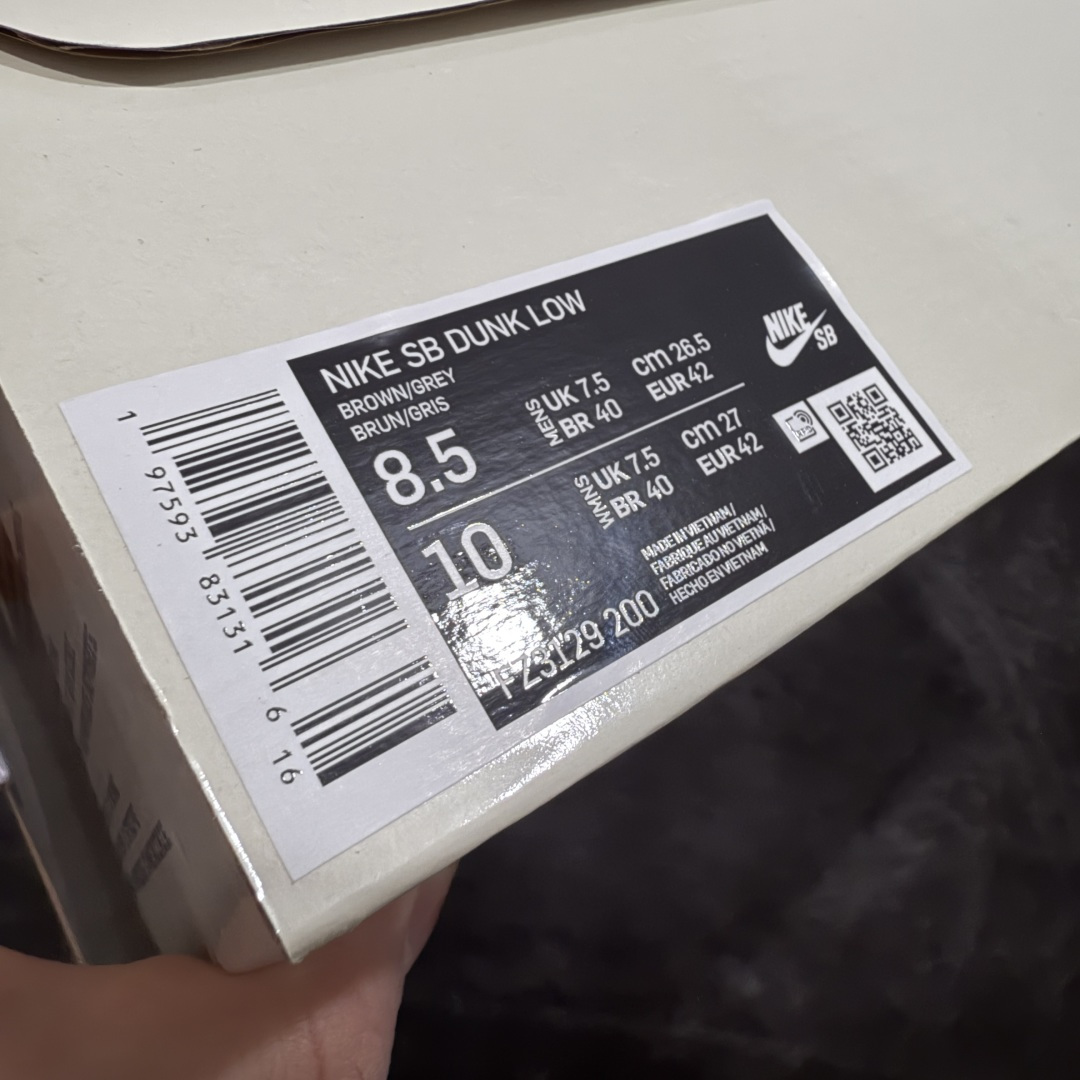 NIKE SB DUNK LOW
BROWN/GREY
BRUN/GRIS
8.5
MENS
UK 7.5
BR 40
cm 26.5
EUR 42
10
WMNS
UK 7.5
BR 40
cm 27
EUR 42
MADE IN VIETNAM/
FABRIQUE AU VIETNAM/
FABRICADO NO VIETNÃ/
HECHO EN VIETNAM
FZ3129 200
NIKE
SB
1 97593 83131 6 16